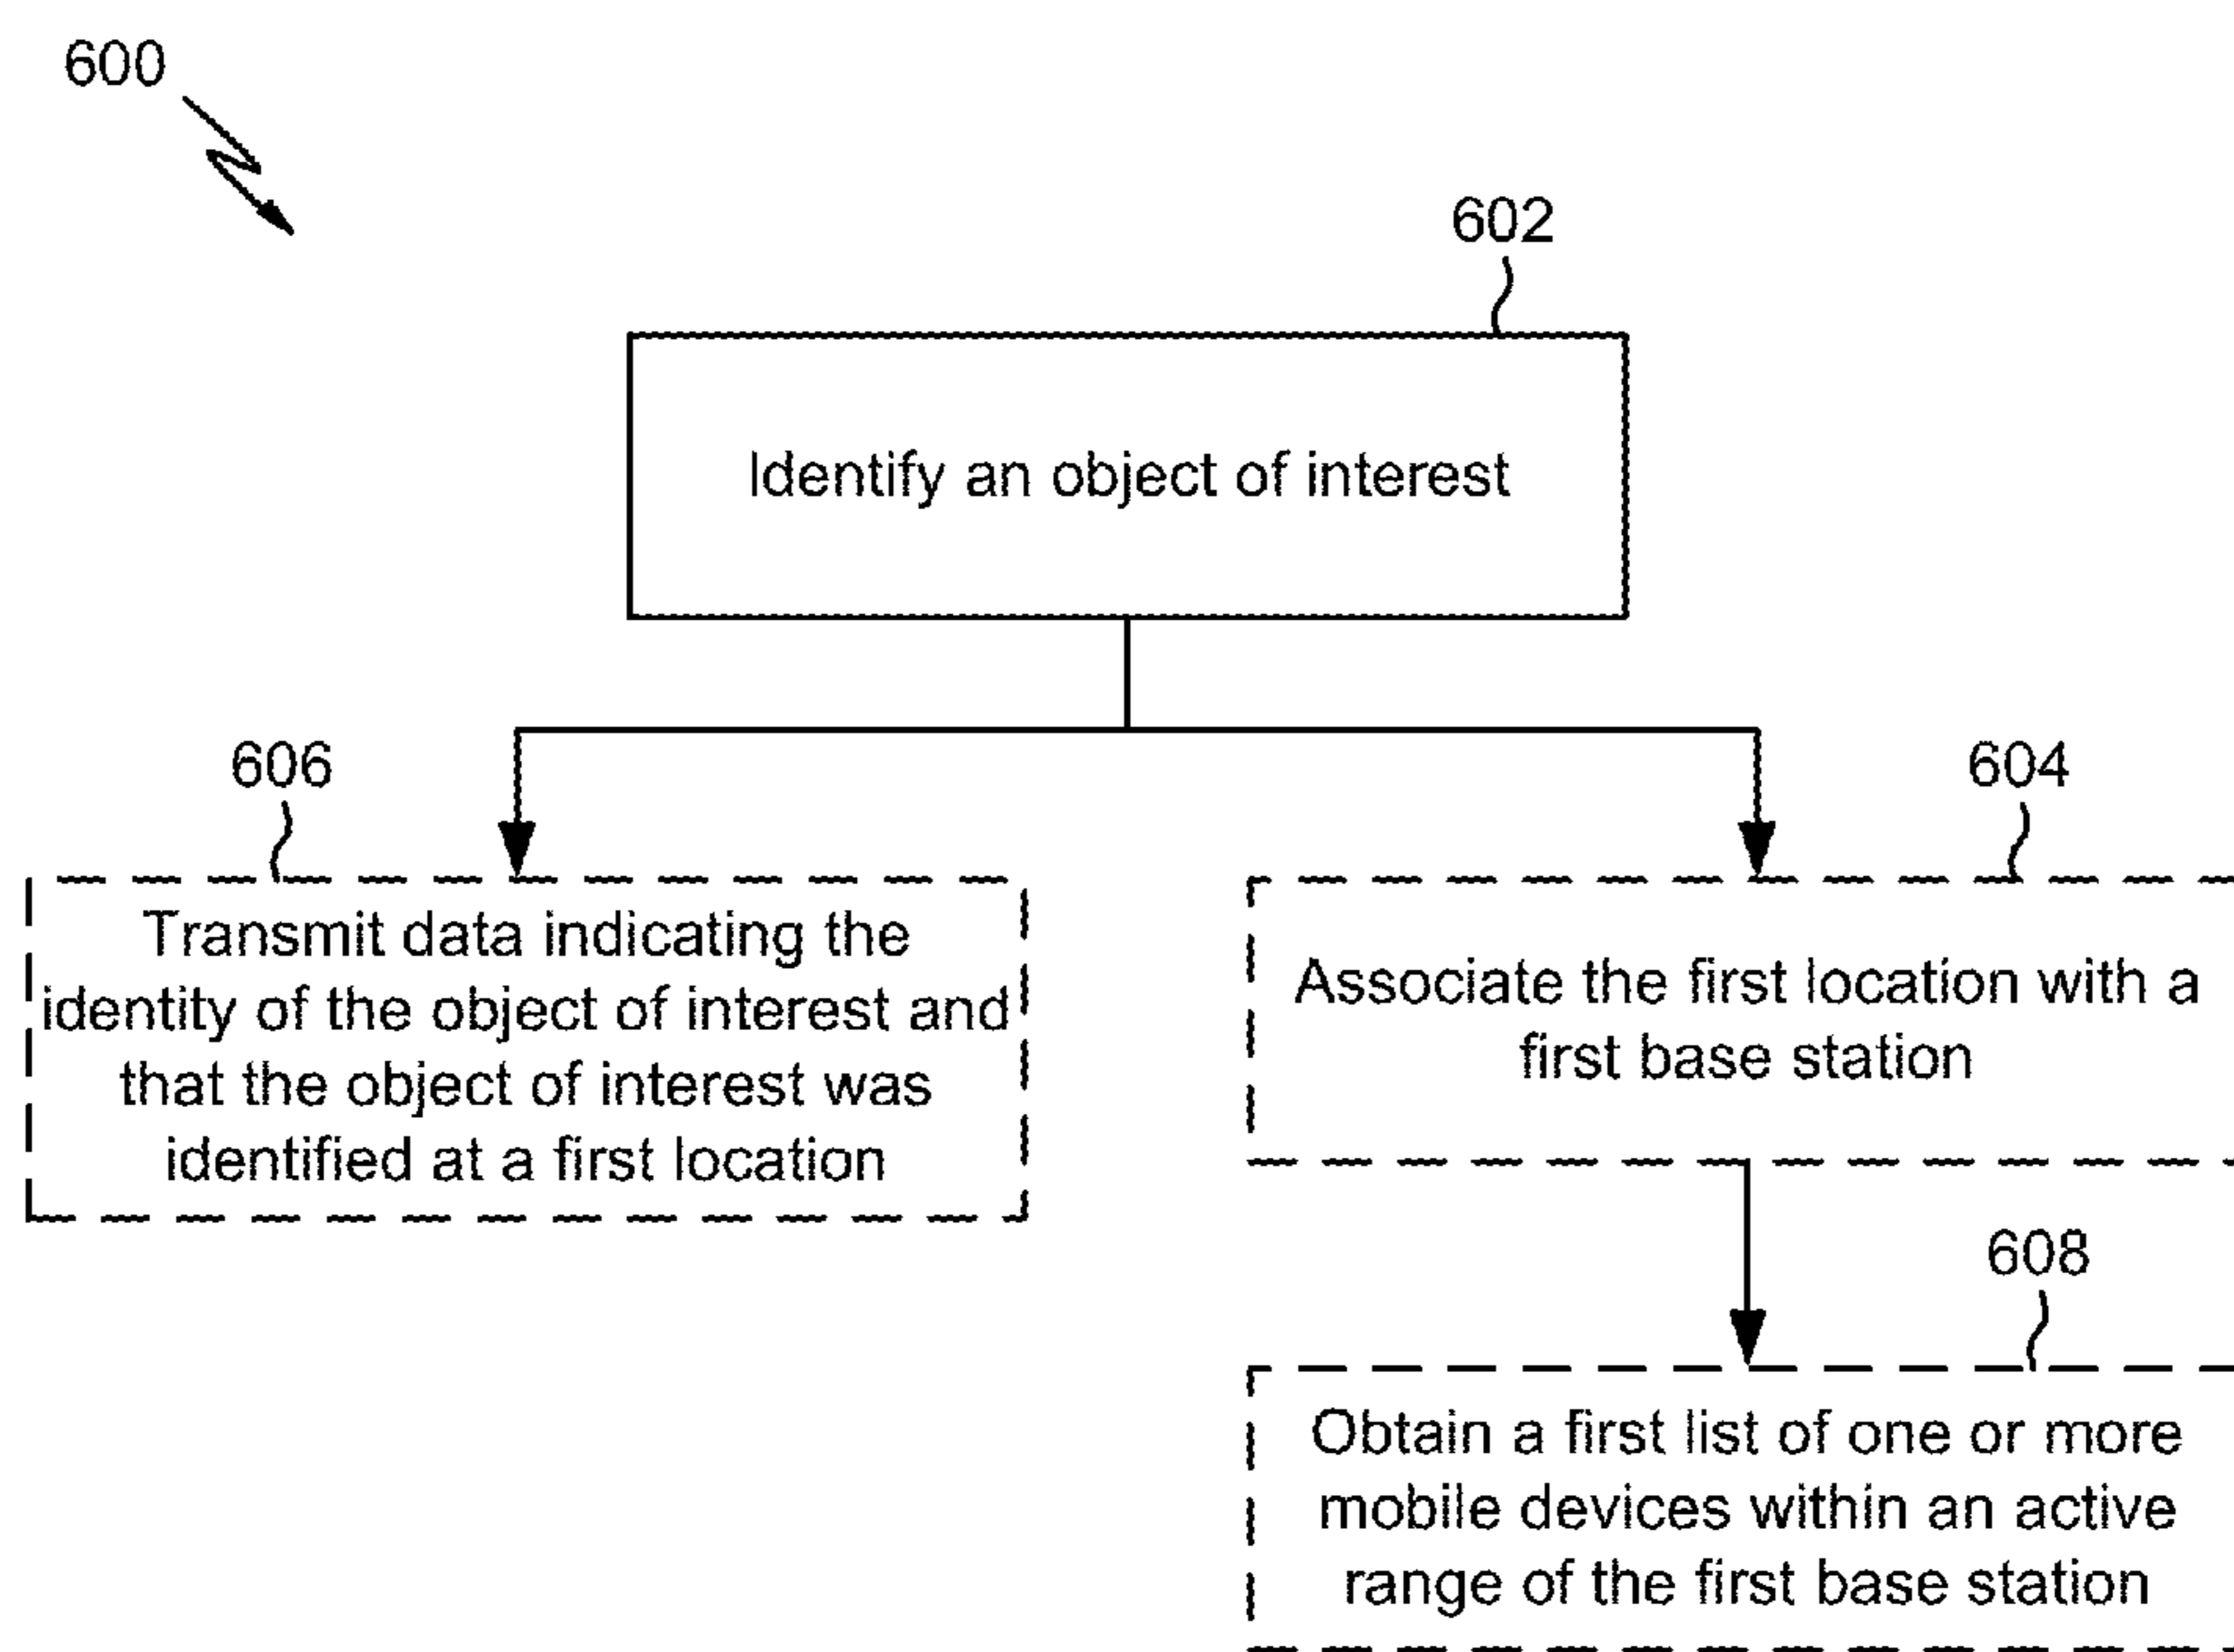 600
602
Identify an object of interest
606
Transmit data indicating the
identity of the object of interest and
that the object of interest was
identified at a first location
604
Associate the first location with a
first base station
608
Obtain a first list of one or more
mobile devices within an active
range of the first base station